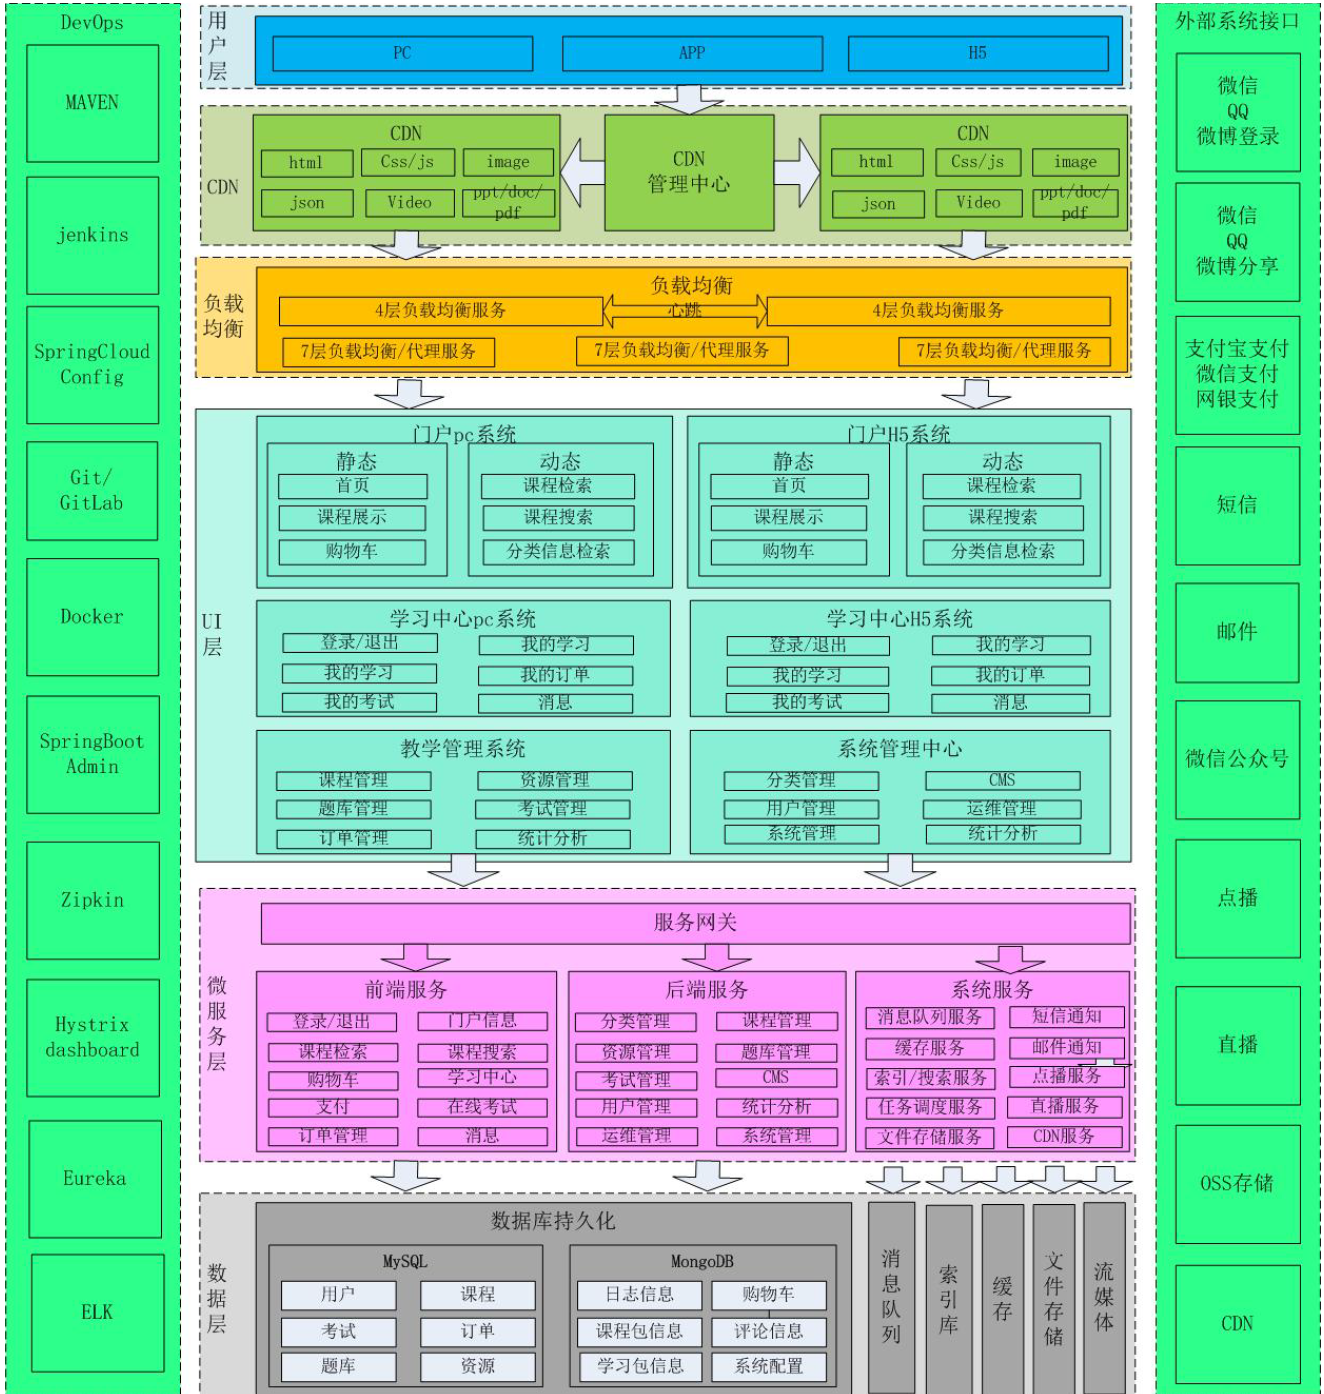 DevOps
MAVEN
jenkins
SpringCloud
Config
Git/
GitLab
Docker
SpringBoot
Admin
Zipkin
Hystrix
dashboard
Eureka
ELK
用
户
层
PC
APP
H5
CDN
CDN
html
Css/js
image
json
Video
ppt/doc/
pdf
CDN
管理中心
CDN
html
Css/js
image
json
Video
ppt/doc/
pdf
负载
均衡
负载均衡
4层负载均衡服务
心跳
4层负载均衡服务
7层负载均衡/代理服务
7层负载均衡/代理服务
7层负载均衡/代理服务
UI
层
门户pc系统
静态
首页
课程展示
购物车
动态
课程检索
课程搜索
分类信息检索
门户H5系统
静态
首页
课程展示
购物车
动态
课程检索
课程搜索
分类信息检索
学习中心pc系统
登录/退出
我的学习
我的学习
我的订单
我的考试
消息
学习中心H5系统
登录/退出
我的学习
我的学习
我的订单
我的考试
消息
教学管理系统
课程管理
资源管理
题库管理
考试管理
订单管理
统计分析
系统管理中心
分类管理
CMS
用户管理
运维管理
系统管理
统计分析
微
服
务
层
服务网关
前端服务
登录/退出
门户信息
课程检索
课程搜索
购物车
学习中心
支付
在线考试
订单管理
消息
后端服务
分类管理
课程管理
资源管理
题库管理
考试管理
CMS
用户管理
统计分析
运维管理
系统管理
系统服务
消息队列服务
短信通知
缓存服务
邮件通知
索引/搜索服务
点播服务
任务调度服务
直播服务
文件存储服务
CDN服务
数
据
层
数据库持久化
MySQL
用户
课程
考试
订单
题库
资源
MongoDB
日志信息
购物车
课程包信息
评论信息
学习包信息
系统配置
消
息
队
列
索
引
库
缓
存
文
件
存
储
流
媒
体
外部系统接口
微信
QQ
微博登录
微信
QQ
微博分享
支付宝支付
微信支付
网银支付
短信
邮件
微信公众号
点播
直播
OSS存储
CDN